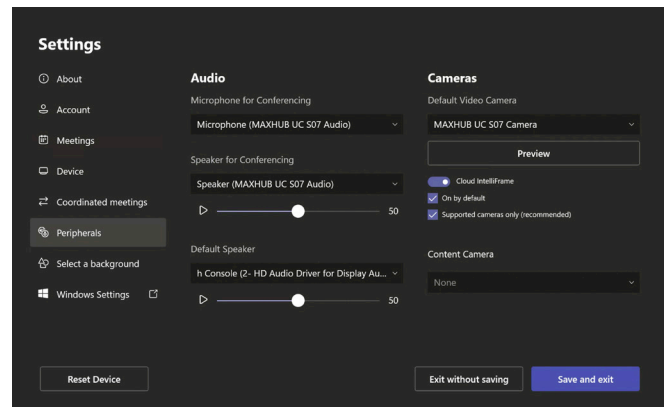 Settings
About
Account
Meetings
Device
Coordinated meetings
Peripherals
Select a background
Windows Settings
Audio
Microphone for Conferencing
Microphone (MAXHUB UC S07 Audio)
Speaker for Conferencing
Speaker (MAXHUB UC S07 Audio)
50
Default Speaker
h Console (2- HD Audio Driver for Display Au...
50
Cameras
Default Video Camera
MAXHUB UC S07 Camera
Preview
Cloud IntelliFrame
On by default
Supported cameras only (recommended)
Content Camera
None
Reset Device
Exit without saving
Save and exit